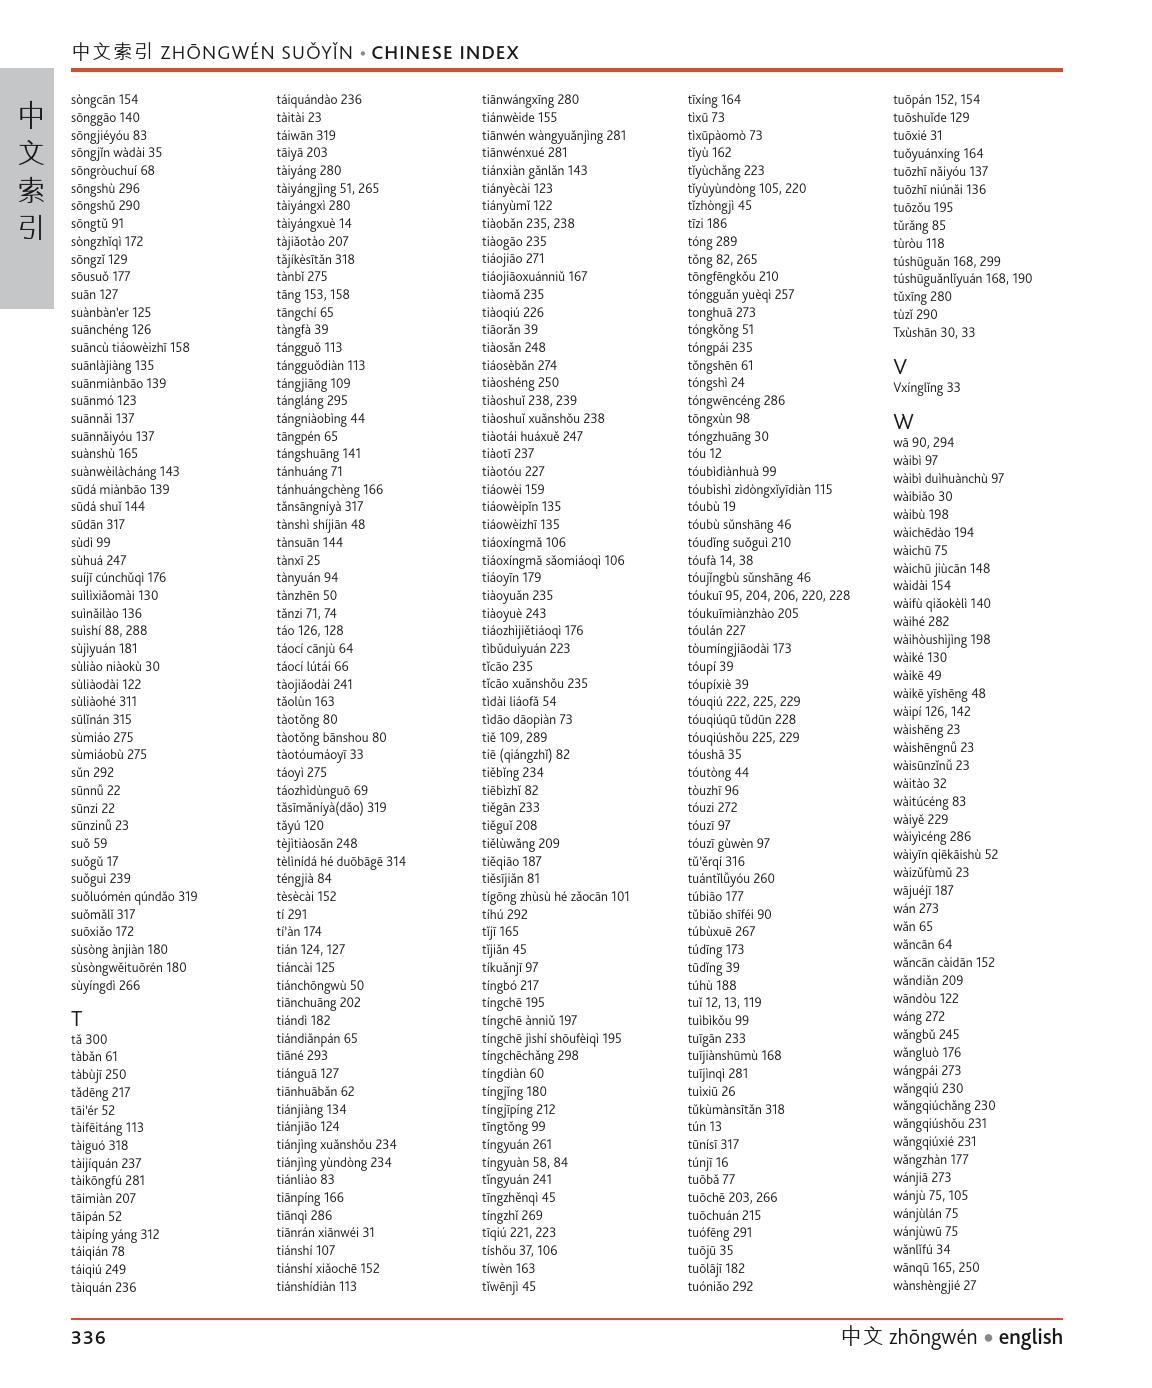 中文索引 ZHŌNGWÉN SUǑYǏN • CHINESE INDEX
中
文
索
引
sòngcān 154
sōnggāo 140
sōngjiéyóu 83
sōngjǐn wàdài 35
sōngròuchuí 68
sōngshù 296
sōngshǔ 290
sōngtǔ 91
sòngzhǐqì 172
sōngzǐ 129
sōusuǒ 177
suān 127
suànbàn'er 125
suānchéng 126
suāncù tiáowèizhī 158
suānlàjiàng 135
suānmiànbāo 139
suānmó 123
suānnǎi 137
suānnǎiyóu 137
suànshù 165
suànwèilàcháng 143
sūdá miànbāo 139
sūdá shuǐ 144
sūdān 317
sùdì 99
sùhuá 247
suíjī cúnchǔqì 176
suìlìxiǎomài 130
suìnǎilào 136
suìshí 88, 288
sùjìyuán 181
sùliào niàokù 30
sùliàodài 122
sùliàohé 311
sūlǐnán 315
sùmiáo 275
sùmiáobù 275
sǔn 292
sūnnǚ 22
sūnzi 22
sūnzinǚ 23
suǒ 59
suǒgǔ 17
suǒguì 239
suǒluómén qúndǎo 319
suǒmǎlǐ 317
suōxiǎo 172
sùsòng ànjiàn 180
sùsòngwěituōrén 180
sùyíngdì 266
T
tǎ 300
tàbǎn 61
tàbùjī 250
tǎdēng 217
tāi'ér 52
tàifēitáng 113
tàiguó 318
tàijíquán 237
tàikōngfú 281
tāimiàn 207
tāipán 52
tàipíng yáng 312
táiqián 78
táiqiú 249
tàiquán 236
táiquándào 236
tàitài 23
táiwān 319
tāiyā 203
tàiyáng 280
tàiyángjìng 51, 265
tàiyángxì 280
tàiyángxuè 14
tàjiǎotào 207
tǎjíkèsītǎn 318
tànbǐ 275
tāng 153, 158
tāngchí 65
tàngfà 39
tángguǒ 113
tángguǒdiàn 113
tángjiāng 109
tángláng 295
tángniàobìng 44
tāngpén 65
tángshuāng 141
tánhuáng 71
tánhuángchèng 166
tǎnsāngníyà 317
tànshì shíjiān 48
tànsuān 144
tànxī 25
tànyuán 94
tànzhēn 50
tǎnzi 71, 74
táo 126, 128
táocí cānjù 64
táocí lútái 66
tàojiǎodài 241
tǎolùn 163
tàotǒng 80
tàotǒng bānshou 80
tàotóumáoyī 33
táoyì 275
táozhìdùnguō 69
tǎsīmǎníyà(dǎo) 319
tǎyú 120
tèjìtiàosǎn 248
tèlìnídá hé duōbāgē 314
téngjià 84
tèsècài 152
tí 291
tí'àn 174
tián 124, 127
tiáncài 125
tiánchōngwù 50
tiānchuāng 202
tiándì 182
tiándiǎnpán 65
tiāné 293
tiánguā 127
tiānhuābǎn 62
tiánjiàng 134
tiánjiāo 124
tiánjìng xuǎnshǒu 234
tiánjìng yùndòng 234
tiánliào 83
tiānpíng 166
tiānqì 286
tiānrán xiānwéi 31
tiánshí 107
tiánshí xiǎochē 152
tiánshídiàn 113
tiānwángxīng 280
tiánwèide 155
tiānwén wàngyuǎnjìng 281
tiānwénxué 281
tiánxiàn gǎnlǎn 143
tiányècài 123
tiányùmǐ 122
tiàobǎn 235, 238
tiàogāo 235
tiáojiāo 271
tiáojiāoxuánniǔ 167
tiàomǎ 235
tiàoqiú 226
tiāorǎn 39
tiàosǎn 248
tiáosèbǎn 274
tiàoshéng 250
tiàoshuǐ 238, 239
tiàoshuǐ xuǎnshǒu 238
tiàotái huáxuě 247
tiàotī 237
tiàotóu 227
tiáowèi 159
tiáowèipǐn 135
tiáowèizhī 135
tiáoxíngmǎ 106
tiáoxíngmǎ sǎomiáoqì 106
tiáoyīn 179
tiàoyuǎn 235
tiàoyuè 243
tiáozhìjiětiáoqì 176
tìbǔduìyuán 223
tǐcāo 235
tǐcāo xuǎnshǒu 235
tìdài liáofǎ 54
tìdāo dāopiàn 73
tiě 109, 289
tiē (qiángzhǐ) 82
tiěbǐng 234
tiēbìzhǐ 82
tiěgān 233
tiěguǐ 208
tiělùwǎng 209
tiěqiāo 187
tiěsījiǎn 81
tígōng zhùsù hé zǎocān 101
tíhú 292
tǐjī 165
tǐjiǎn 45
tíkuǎnjī 97
tíngbó 217
tíngchē 195
tíngchē ànniǔ 197
tíngchē jìshí shōufèiqì 195
tíngchēchǎng 298
tíngdiàn 60
tíngjǐng 180
tíngjīpíng 212
tīngtǒng 99
tíngyuán 261
tíngyuàn 58, 84
tǐngyuán 241
tīngzhěnqì 45
tíngzhǐ 269
tīqiú 221, 223
tíshǒu 37, 106
tíwèn 163
tǐwēnjì 45
tīxíng 164
tìxū 73
tìxūpàomò 73
tǐyù 162
tǐyùchǎng 223
tǐyùyùndòng 105, 220
tǐzhòngjì 45
tīzi 186
tóng 289
tǒng 82, 265
tōngfēngkǒu 210
tóngguǎn yuèqì 257
tonghuā 273
tóngkǒng 51
tóngpái 235
tǒngshēn 61
tóngshì 24
tóngwēncéng 286
tōngxùn 98
tóngzhuāng 30
tóu 12
tóubìdiànhuà 99
tóubìshì zìdòngxǐyīdiàn 115
tóubù 19
tóubù sǔnshāng 46
tóudǐng suǒguì 210
tóufà 14, 38
tóujǐngbù sǔnshāng 46
tóukuī 95, 204, 206, 220, 228
tóukuīmiànzhào 205
tóulán 227
tòumíngjiāodài 173
tóupí 39
tóupíxiè 39
tóuqiú 222, 225, 229
tóuqiúqū tǔdūn 228
tóuqiúshǒu 225, 229
tóushā 35
tóutòng 44
tòuzhī 96
tóuzi 272
tóuzī 97
tóuzī gùwèn 97
tǔ'ěrqí 316
tuántǐlǚyóu 260
túbiāo 177
tǔbiǎo shīféi 90
túbùxuē 267
túdīng 173
tūdǐng 39
túhù 188
tuǐ 12, 13, 119
tuìbìkǒu 99
tuīgān 233
tuījiànshūmù 168
tuījìnqì 281
tuìxiū 26
tǔkùmànsītǎn 318
tún 13
tūnísī 317
túnjī 16
tuōbǎ 77
tuōchē 203, 266
tuōchuán 215
tuófēng 291
tuōjū 35
tuōlājī 182
tuóniǎo 292
tuōpán 152, 154
tuōshuǐde 129
tuōxié 31
tuǒyuánxíng 164
tuōzhī nǎiyóu 137
tuōzhī niúnǎi 136
tuōzǒu 195
tǔrǎng 85
tùròu 118
túshūguǎn 168, 299
túshūguǎnlǐyuán 168, 190
tǔxīng 280
tùzǐ 290
Txùshān 30, 33
V
Vxínglǐng 33
W
wā 90, 294
wàibì 97
wàibì duìhuànchù 97
wàibiǎo 30
wàibù 198
wàichēdào 194
wàichū 75
wàichū jiùcān 148
wàidài 154
wàifù qiǎokèlì 140
wàihé 282
wàihòushìjìng 198
wàiké 130
wàikē 49
wàikē yīshēng 48
wàipí 126, 142
wàishēng 23
wàishēngnǚ 23
wàisūnzǐnǚ 23
wàitào 32
wàitúcéng 83
wàiyě 229
wàiyìcéng 286
wàiyīn qiēkāishù 52
wàizǔfùmǔ 23
wājuéjī 187
wán 273
wǎn 65
wǎncān 64
wǎncān càidān 152
wǎndiǎn 209
wāndòu 122
wáng 272
wǎngbǔ 245
wǎngluò 176
wángpái 273
wǎngqiú 230
wǎngqiúchǎng 230
wǎngqiúshǒu 231
wǎngqiúxié 231
wǎngzhàn 177
wánjiā 273
wánjù 75, 105
wánjùlán 75
wánjùwū 75
wǎnlǐfú 34
wānqū 165, 250
wànshèngjié 27
336
中文 zhōngwén • english